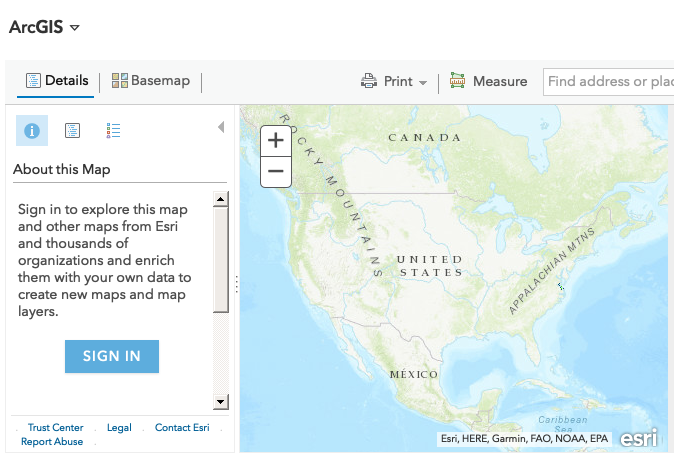 ArcGIS
Details
Basemap
Print
Measure
Find address or plac
About this Map
Sign in to explore this map
and other maps from Esri
and thousands of
organizations and enrich
them with your own data to
create new maps and map
layers.
SIGN IN
Trust Center
Legal
Contact Esri
Report Abuse
CANADA
ROCKY MOUNTAINS
UNITED
STATES
APPALACHIAN MTNS
MÉXICO
Caribbean
Sea
Esri, HERE, Garmin, FAO, NOAA, EPA
esri